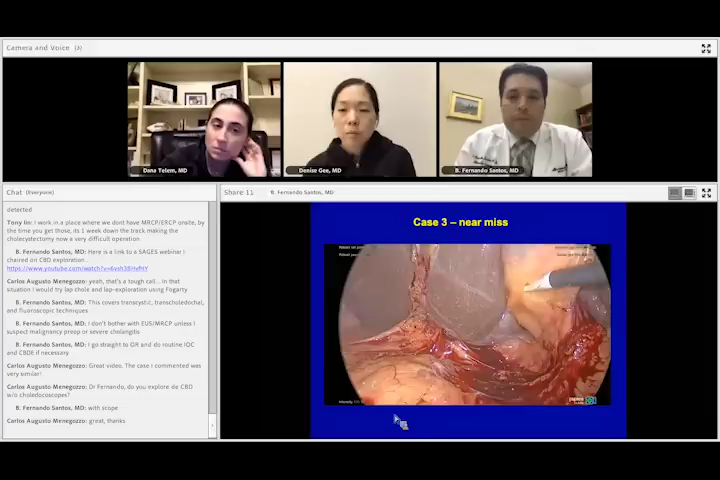 Camera and Voice (3)
Dana Telem, MD
Denise Gee, MD
B. Fernando Santos, MD
Chat (Everyone)
detected
Tony lin: I work in a place where we dont have MRCP/ERCP onsite, by
the time you get those, its 1 week down the track making the
cholecystectomy now a very difficult operation.
B. Fernando Santos, MD: Here is a link to a SAGES webinar I
chaired on CBD exploration.
Carlos Augusto Menegozzo: yeah, that's a tough call... In that
situation I would try lap chole and lap-exploration using Fogarty
B. Fernando Santos, MD: This covers transcystic, transcholedochal,
and fluoroscopic techniques
B. Fernando Santos, MD: I don't bother with EUS/MRCP unless I
suspect malignancy preop or severe cholangitis
B. Fernando Santos, MD: I go straight to OR and do routine IOC
and CBDE if necessary
Carlos Augusto Menegozzo: Great video. The case I commented was
very similar!
Carlos Augusto Menegozzo: Dr Fernando, do you explore de CBD
w/o choledocoscopes?
B. Fernando Santos, MD: with scope
Carlos Augusto Menegozzo: great, thanks
Share 11
B. Fernando Santos, MD
Case 3 – near miss